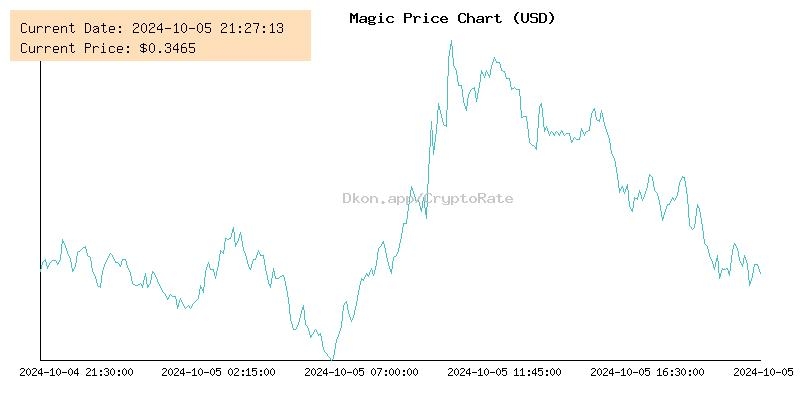 Magic Price Chart (USD)
Current Date: 2024-10-05 21:27:13
Current Price: $0.3465
Dkon.app/CryptoRate
2024-10-04 21:30:00 2024-10-05 02:15:00 2024-10-05 07:00:00 2024-10-05 11:45:00 2024-10-05 16:30:00 2024-10-05